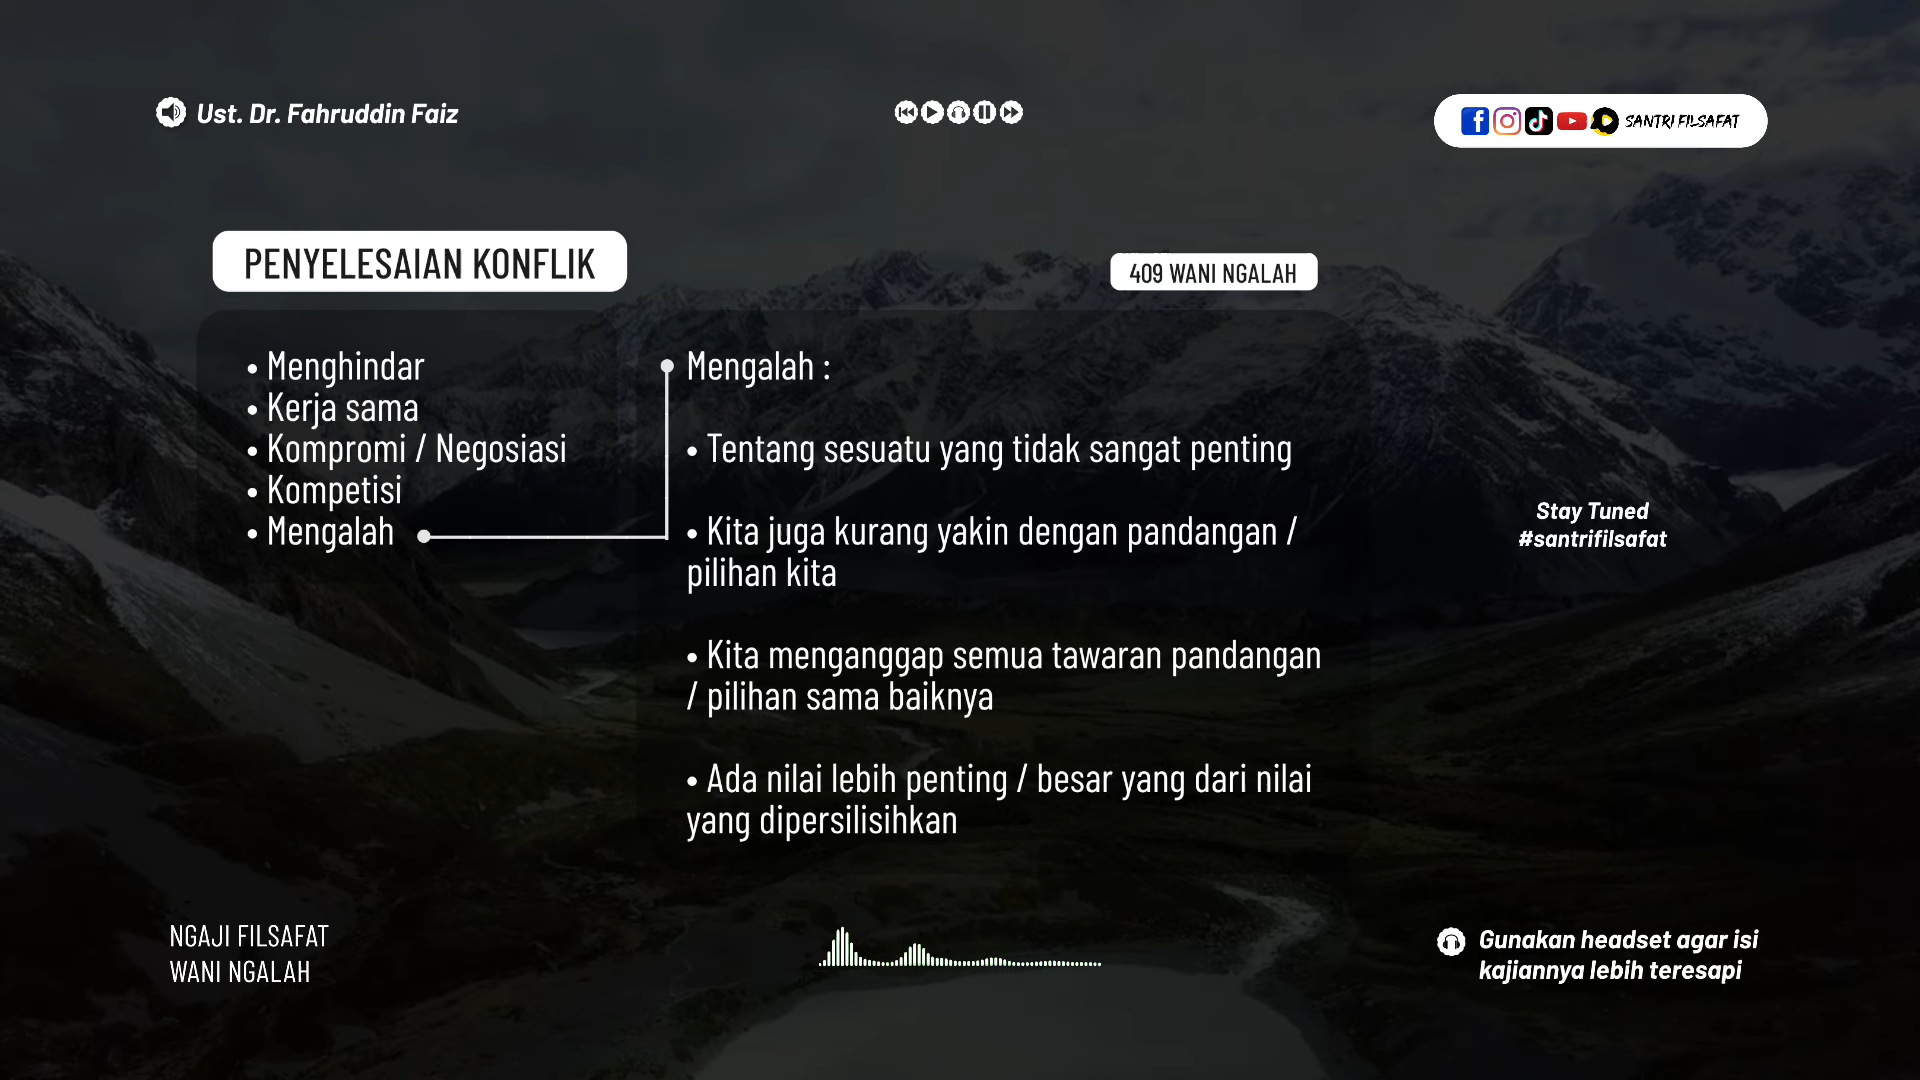 Ust. Dr. Fahruddin Faiz
SANTRI FILSAFAT
PENYELESAIAN KONFLIK
409 WANI NGALAH
• Menghindar
• Kerja sama
• Kompromi / Negosiasi
• Kompetisi
• Mengalah
Mengalah :
• Tentang sesuatu yang tidak sangat penting
• Kita juga kurang yakin dengan pandangan /
pilihan kita
• Kita menganggap semua tawaran pandangan
/ pilihan sama baiknya
• Ada nilai lebih penting / besar yang dari nilai
yang dipersilisihkan
Stay Tuned
#santrifilsafat
NGAJI FILSAFAT
WANI NGALAH
Gunakan headset agar isi
kajiannya lebih teresapi